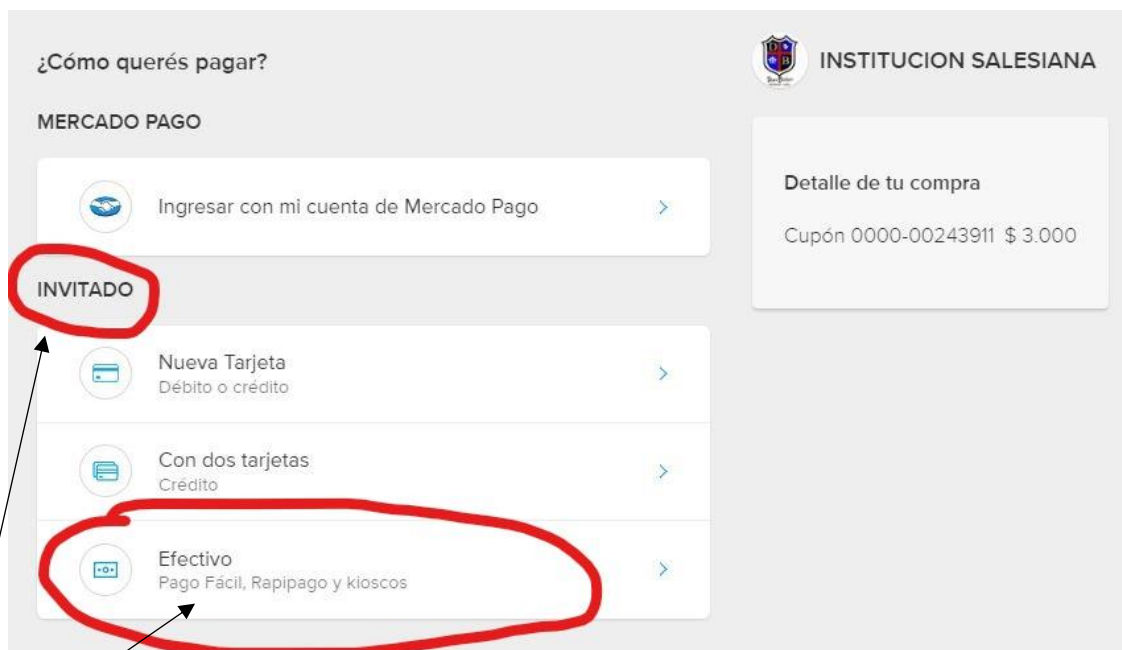 ¿Cómo querés pagar?
MERCADO PAGO
Ingresar con mi cuenta de Mercado Pago
INVITADO
Nueva Tarjeta
Débito o crédito
Con dos tarjetas
Crédito
Efectivo
Pago Fácil, Rapipago y kioscos
INSTITUCION SALESIANA
Detalle de tu compra
Cupón 0000-00243911 $ 3.000